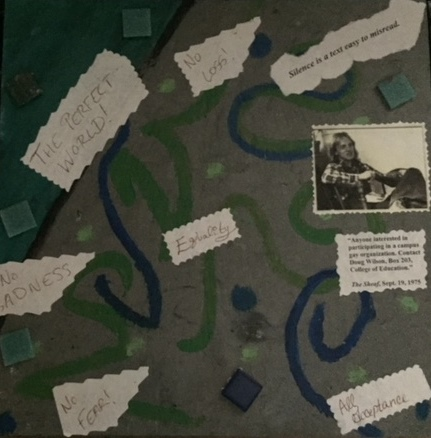 NO
LOSS!
Silence is a text easy to misread.
THE PERFECT
WORLD!
Equality
"Anyone interested in
participating in a campus
gay organization. Contact
Doug Wilson, Box 203,
College of Education."
The Sheaf, Sept. 19, 1975
NO
SADNESS
NO
FEAR!
All
Acceptance